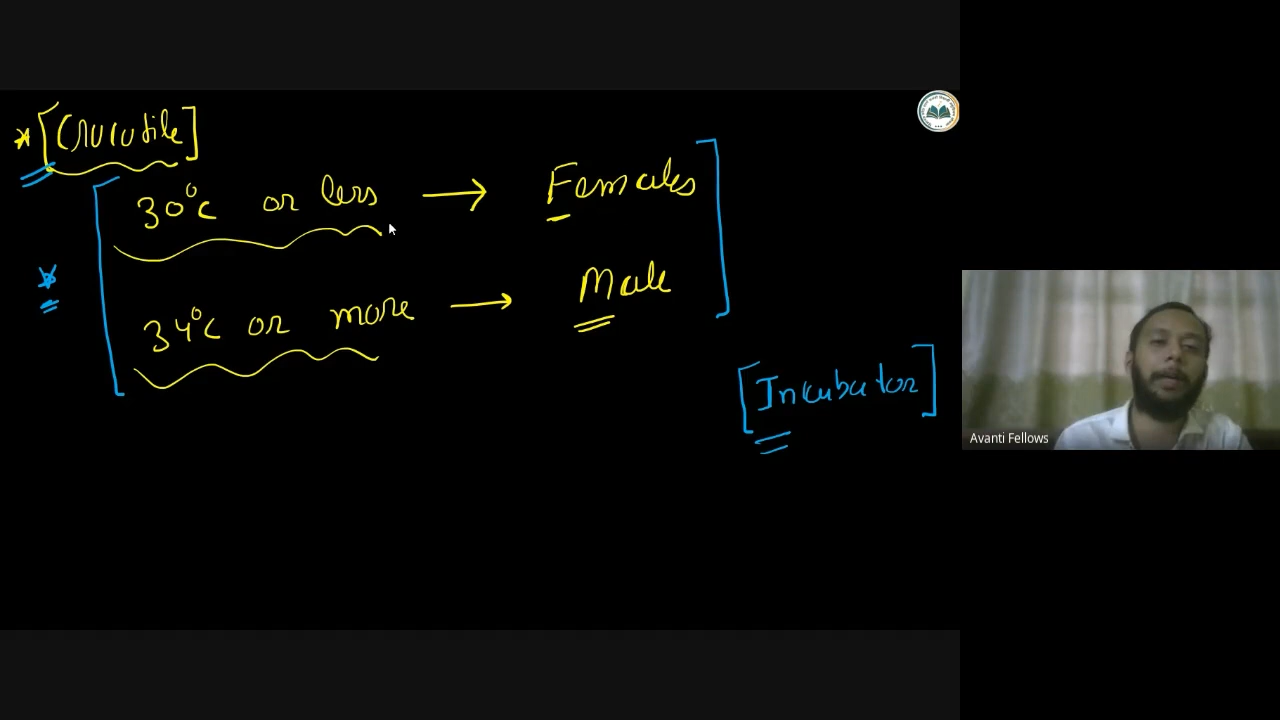 * [Crocodile]
30°C or less → Females
* 34°C or more → Male
[Incubator]
Avanti Fellows